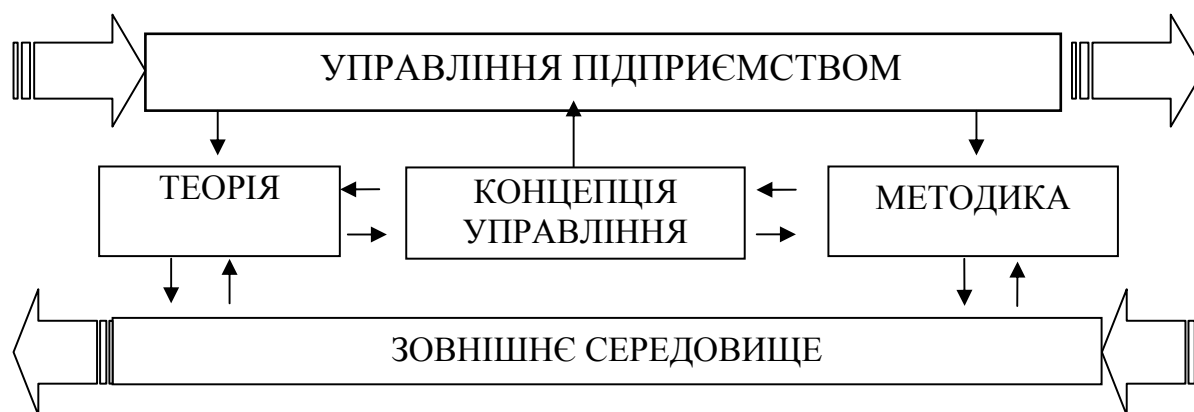 УПРАВЛІННЯ ПІДПРИЄМСТВОМ
ТЕОРІЯ
КОНЦЕПЦІЯ
УПРАВЛІННЯ
МЕТОДИКА
ЗОВНІШНЄ СЕРЕДОВИЩЕ